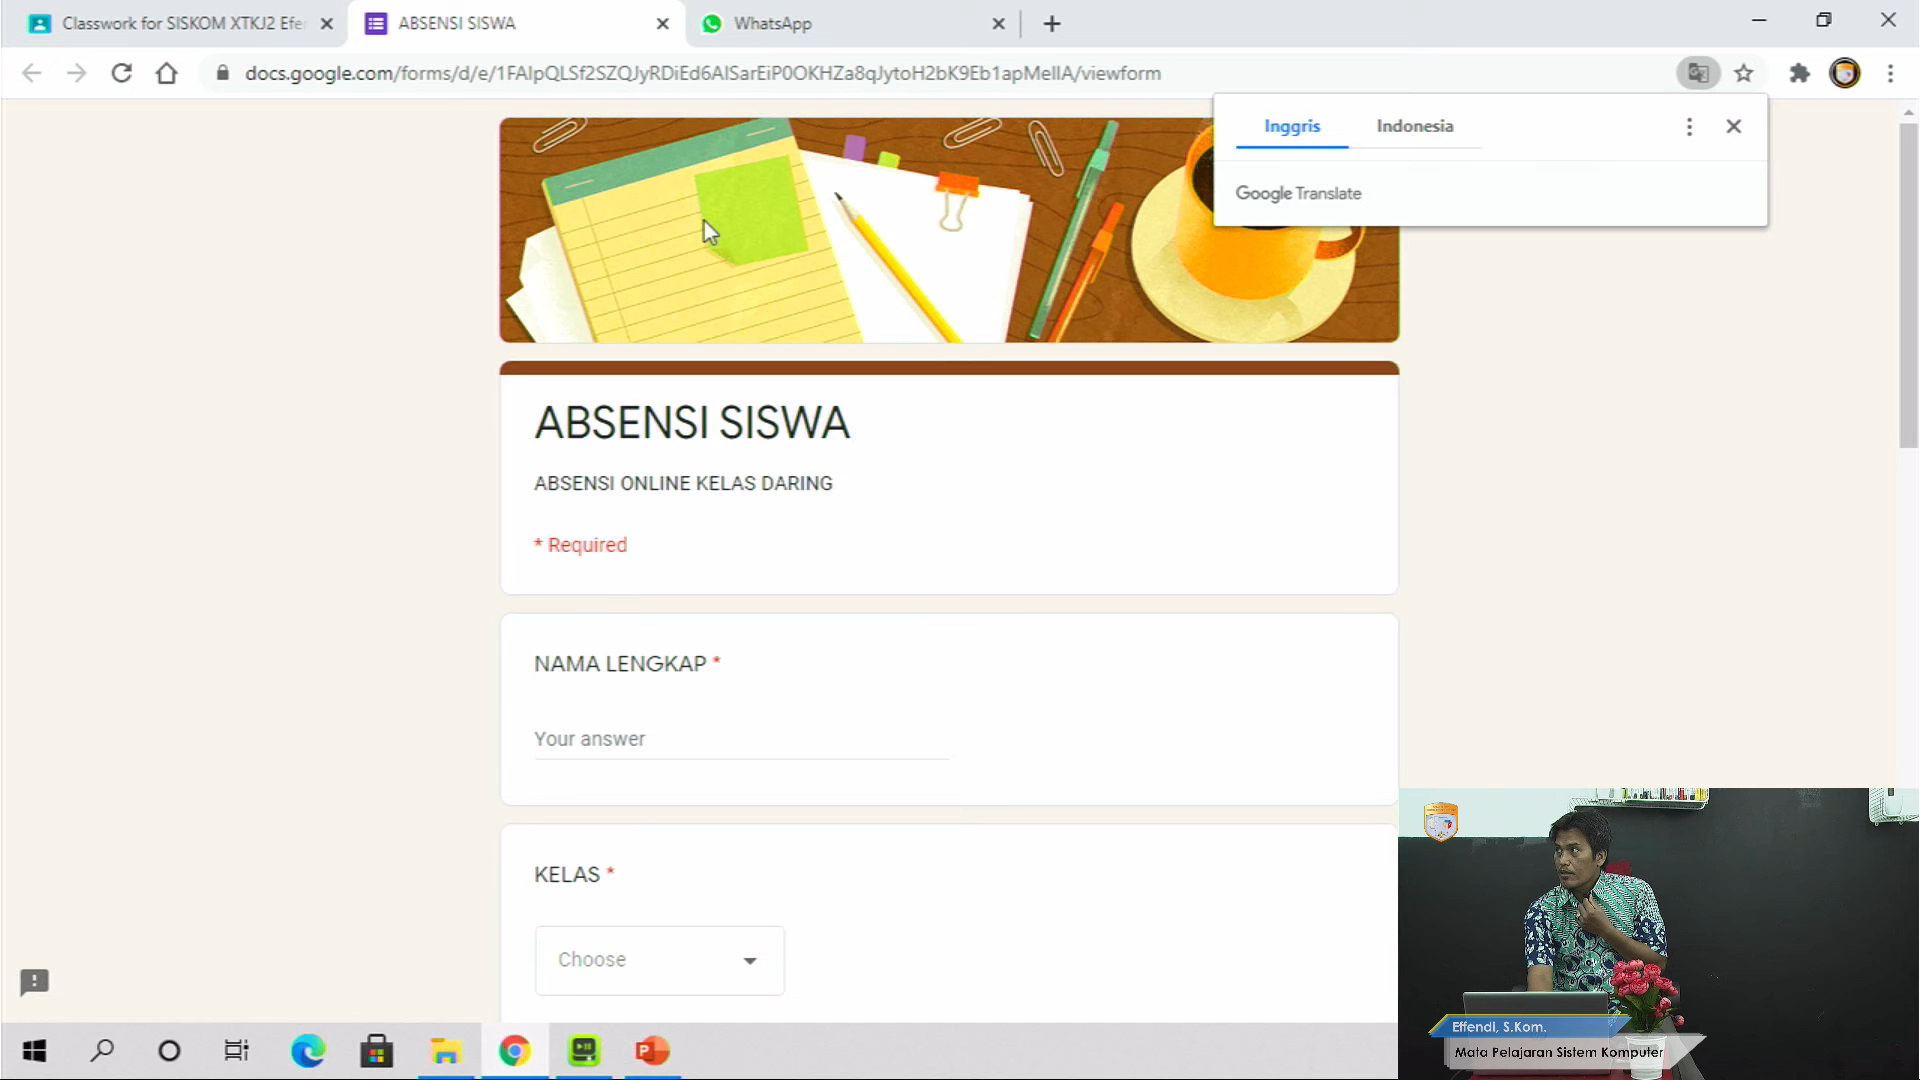 Classwork for SISKOM XTKJ2 Efe
ABSENSI SISWA
WhatsApp
docs.google.com/forms/d/e/1FAIpQLSf2SZQJyRDiEd6AISarEiP0OKHZa8qJytoH2bK9Eb1apMelIA/viewform
Inggris
Indonesia
Google Translate
ABSENSI SISWA
ABSENSI ONLINE KELAS DARING
* Required
NAMA LENGKAP *
Your answer
KELAS *
Choose
Effendi, S.Kom.
Mata Pelajaran Sistem Komputer